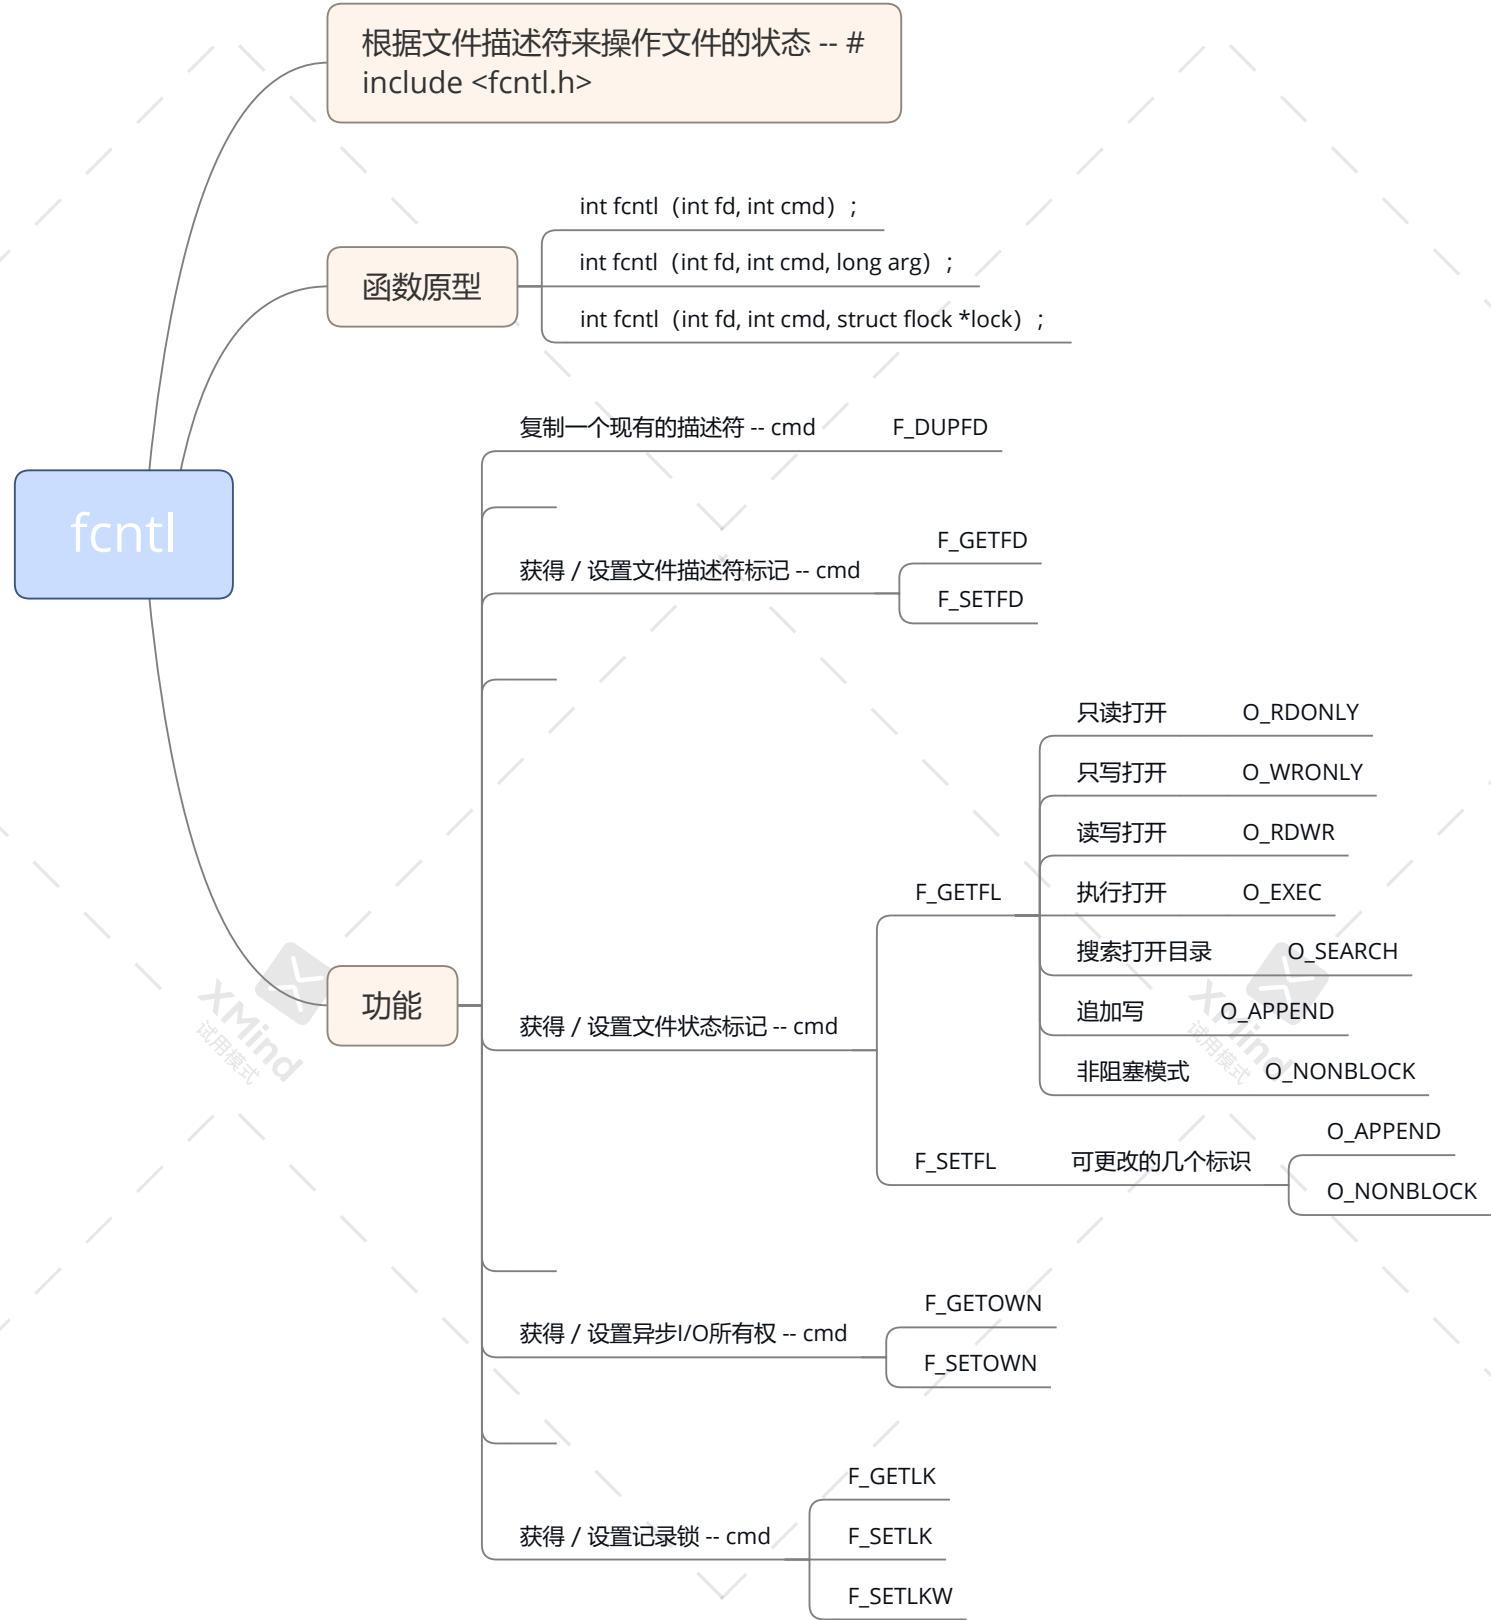 根据文件描述符来操作文件的状态 -- #
include <fcntl.h>
int fcntl（int fd, int cmd）；
函数原型
int fcntl（int fd, int cmd, long arg）；
int fcntl（int fd, int cmd, struct flock *lock）；
fcntl
功能
复制一个现有的描述符 -- cmd F_DUPFD
获得 / 设置文件描述符标记 -- cmd
F_GETFD
F_SETFD
获得 / 设置文件状态标记 -- cmd
F_GETFL
只读打开 O_RDONLY
只写打开 O_WRONLY
读写打开 O_RDWR
执行打开 O_EXEC
搜索打开目录 O_SEARCH
追加写 O_APPEND
非阻塞模式 O_NONBLOCK
F_SETFL 可更改的几个标识
O_APPEND
O_NONBLOCK
获得 / 设置异步I/O所有权 -- cmd
F_GETOWN
F_SETOWN
获得 / 设置记录锁 -- cmd
F_GETLK
F_SETLK
F_SETLKW
XMind
试用模式
XMind
试用模式